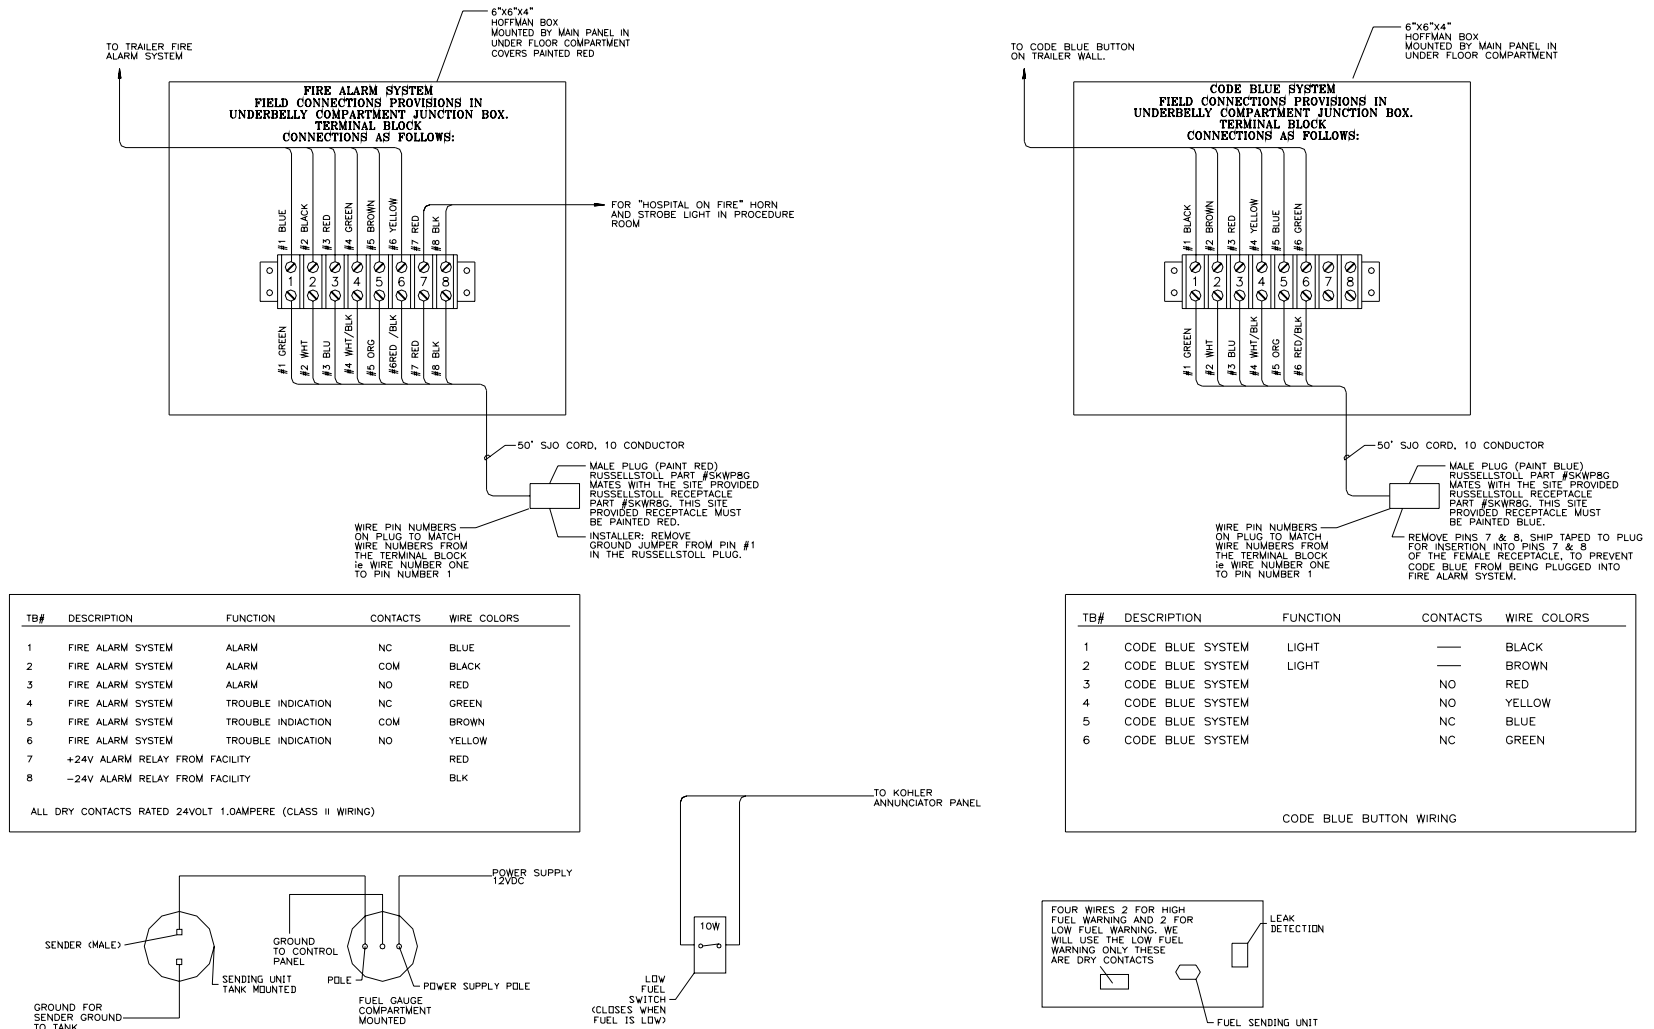 6"X6"X4"
HOFFMAN BOX
MOUNTED BY MAIN PANEL IN
UNDER FLOOR COMPARTMENT
COVERS PAINTED RED
TO TRAILER FIRE
ALARM SYSTEM
FIRE ALARM SYSTEM
FIELD CONNECTIONS PROVISIONS IN
UNDERBELLY COMPARTMENT JUNCTION BOX.
TERMINAL BLOCK
CONNECTIONS AS FOLLOWS:
#1 BLUE
#2 BLACK
#3 RED
#4 GREEN
#5 BROWN
#6 YELLOW
#7 RED
#8 BLK
FOR "HOSPITAL ON FIRE" HORN
AND STROBE LIGHT IN PROCEDURE
ROOM
1 2 3 4 5 6 7 8
#1 GREEN
#2 WHT
#3 BLU
#4 WHT/BLK
#5 ORG
#6RED /BLK
#7 RED
#8 BLK
50' SJO CORD, 10 CONDUCTOR
MALE PLUG (PAINT RED)
RUSSELLSTOLL PART #SKWP8G
MATES WITH THE SITE PROVIDED
RUSSELLSTOLL RECEPTACLE
PART #SKWR8G. THIS SITE
PROVIDED RECEPTACLE MUST
BE PAINTED RED.
INSTALLER: REMOVE
GROUND JUMPER FROM PIN #1
IN THE RUSSELLSTOLL PLUG.
WIRE PIN NUMBERS
ON PLUG TO MATCH
WIRE NUMBERS FROM
THE TERMINAL BLOCK
ie WIRE NUMBER ONE
TO PIN NUMBER 1
6"X6"X4"
HOFFMAN BOX
MOUNTED BY MAIN PANEL IN
UNDER FLOOR COMPARTMENT
TO CODE BLUE BUTTON
ON TRAILER WALL.
CODE BLUE SYSTEM
FIELD CONNECTIONS PROVISIONS IN
UNDERBELLY COMPARTMENT JUNCTION BOX.
TERMINAL BLOCK
CONNECTIONS AS FOLLOWS:
#1 BLACK
#2 BROWN
#3 RED
#4 YELLOW
#5 BLUE
#6 GREEN
1 2 3 4 5 6 7 8
#1 GREEN
#2 WHT
#3 BLU
#4 WHT/BLK
#5 ORG
#6 RED/BLK
50' SJO CORD, 10 CONDUCTOR
MALE PLUG (PAINT BLUE)
RUSSELLSTOLL PART #SKWP8G
MATES WITH THE SITE PROVIDED
RUSSELLSTOLL RECEPTACLE
PART #SKWR8G. THIS SITE
PROVIDED RECEPTACLE MUST
BE PAINTED BLUE.
REMOVE PINS 7 & 8, SHIP TAPED TO PLUG
FOR INSERTION INTO PINS 7 & 8
OF THE FEMALE RECEPTACLE, TO PREVENT
CODE BLUE FROM BEING PLUGGED INTO
FIRE ALARM SYSTEM.
WIRE PIN NUMBERS
ON PLUG TO MATCH
WIRE NUMBERS FROM
THE TERMINAL BLOCK
ie WIRE NUMBER ONE
TO PIN NUMBER 1
TB# DESCRIPTION FUNCTION CONTACTS WIRE COLORS
1 FIRE ALARM SYSTEM ALARM NC BLUE
2 FIRE ALARM SYSTEM ALARM COM BLACK
3 FIRE ALARM SYSTEM ALARM NO RED
4 FIRE ALARM SYSTEM TROUBLE INDICATION NC GREEN
5 FIRE ALARM SYSTEM TROUBLE INDIACTION COM BROWN
6 FIRE ALARM SYSTEM TROUBLE INDICATION NO YELLOW
7 +24V ALARM RELAY FROM FACILITY RED
8 -24V ALARM RELAY FROM FACILITY BLK
ALL DRY CONTACTS RATED 24VOLT 1.0AMPERE (CLASS II WIRING)
TB# DESCRIPTION FUNCTION CONTACTS WIRE COLORS
1 CODE BLUE SYSTEM LIGHT — BLACK
2 CODE BLUE SYSTEM LIGHT — BROWN
3 CODE BLUE SYSTEM NO RED
4 CODE BLUE SYSTEM NO YELLOW
5 CODE BLUE SYSTEM NC BLUE
6 CODE BLUE SYSTEM NC GREEN
CODE BLUE BUTTON WIRING
TO KOHLER
ANNUNCIATOR PANEL
10W
LOW
FUEL
SWITCH
(CLOSES WHEN
FUEL IS LOW)
POWER SUPPLY
12VDC
SENDER (MALE)
GROUND
TO CONTROL
PANEL
SENDING UNIT
TANK MOUNTED
POLE
POWER SUPPLY POLE
FUEL GAUGE
COMPARTMENT
MOUNTED
GROUND FOR
SENDER GROUND
TO TANK
FOUR WIRES 2 FOR HIGH
FUEL WARNING AND 2 FOR
LOW FUEL WARNING. WE
WILL USE THE LOW FUEL
WARNING ONLY THESE
ARE DRY CONTACTS
LEAK
DETECTION
FUEL SENDING UNIT